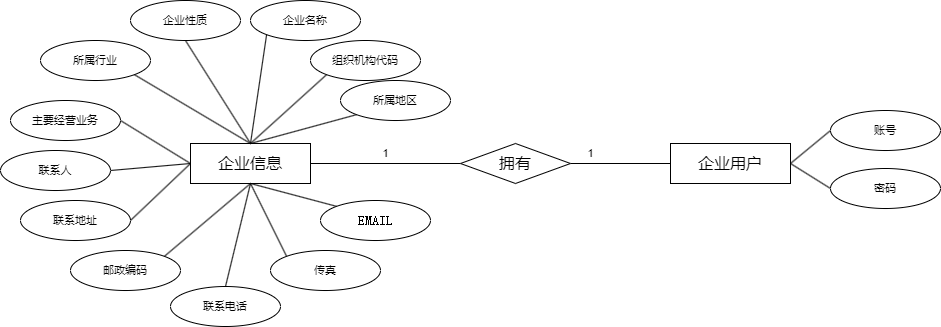 企业性质
企业名称
所属行业
组织机构代码
所属地区
主要经营业务
账号
企业信息
1
拥有
1
企业用户
联系人
密码
联系地址
EMAIL
邮政编码
传真
联系电话